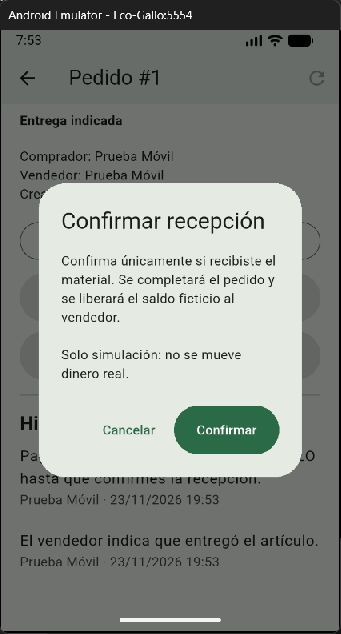 Android Emulator - Eco-Gallo:5554
7:53
Pedido #1
Entrega indicada
Comprador: Prueba Móvil
Vendedor: Prueba Móvil
Confirmar recepción
Confirma únicamente si recibiste el
material. Se completará el pedido y
se liberará el saldo ficticio al
vendedor.
Solo simulación: no se mueve
dinero real.
Cancelar
Confirmar
hasta que confirmes la recepción.
Prueba Móvil · 23/11/2026 19:53
El vendedor indica que entregó el artículo.
Prueba Móvil · 23/11/2026 19:53